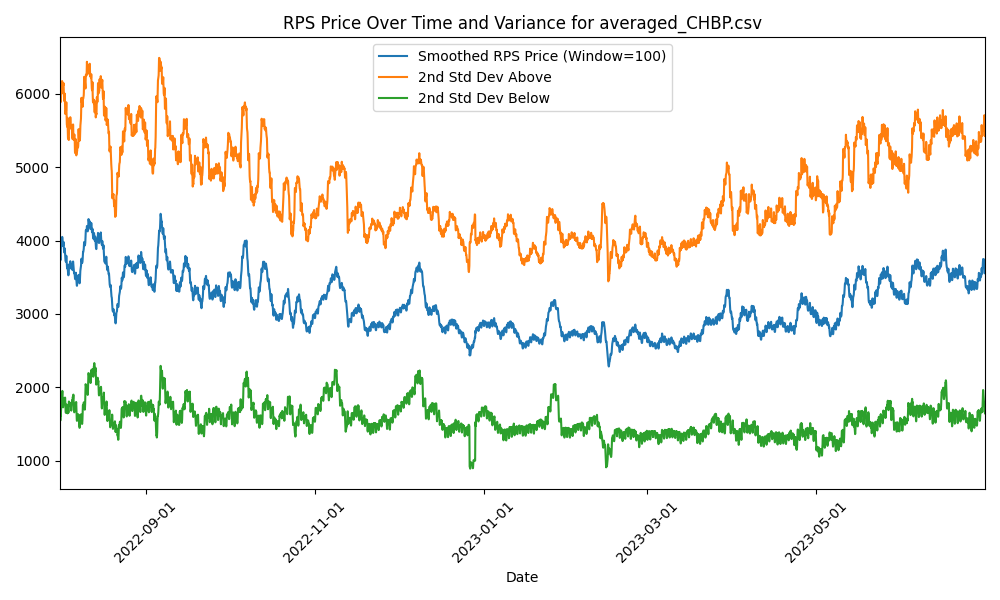 RPS Price Over Time and Variance for averaged_CHBP.csv
Smoothed RPS Price (Window=100)
2nd Std Dev Above
2nd Std Dev Below
6000
5000
4000
3000
2000
1000
2022-09-01
2022-11-01
2023-01-01
2023-03-01
2023-05-01
Date